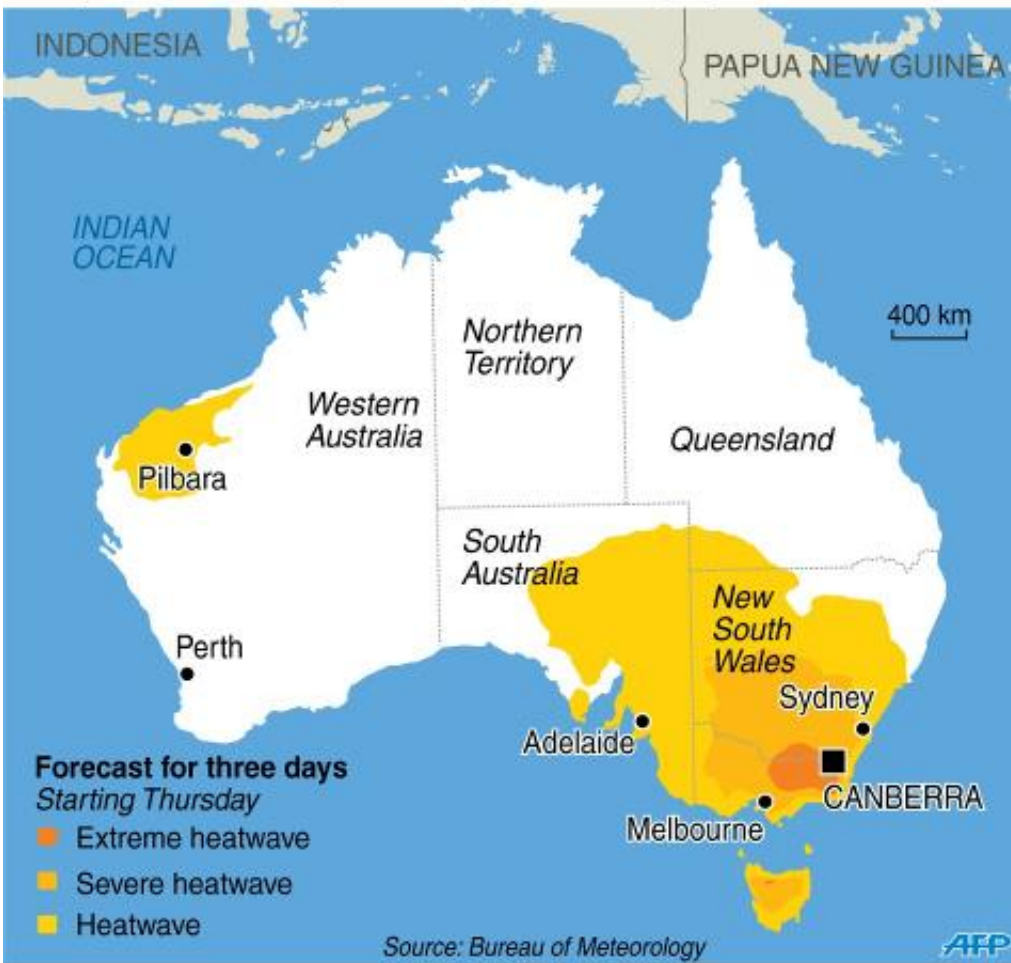 INDONESIA
PAPUA NEW GUINEA
INDIAN
OCEAN
400 km
Northern
Territory
Western
Australia
Queensland
Pilbara
South
Australia
New
South
Wales
Perth
Sydney
Adelaide
CANBERRA
Melbourne
Forecast for three days
Starting Thursday
Extreme heatwave
Severe heatwave
Heatwave
Source: Bureau of Meteorology
AFP